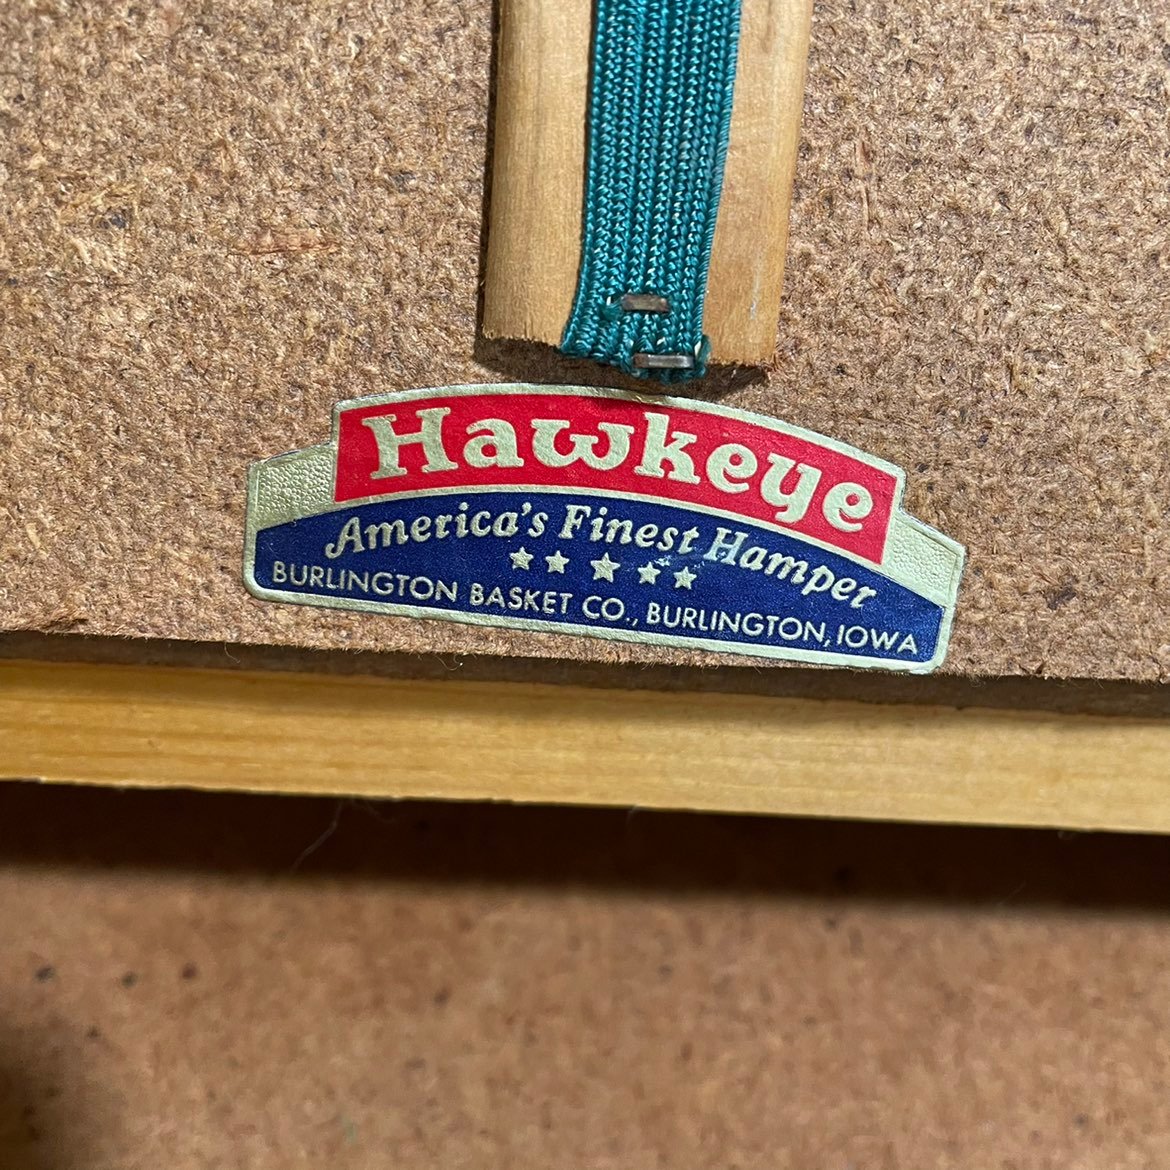 Hawkeye
America's Finest Hamper
BURLINGTON BASKET CO., BURLINGTON, IOWA